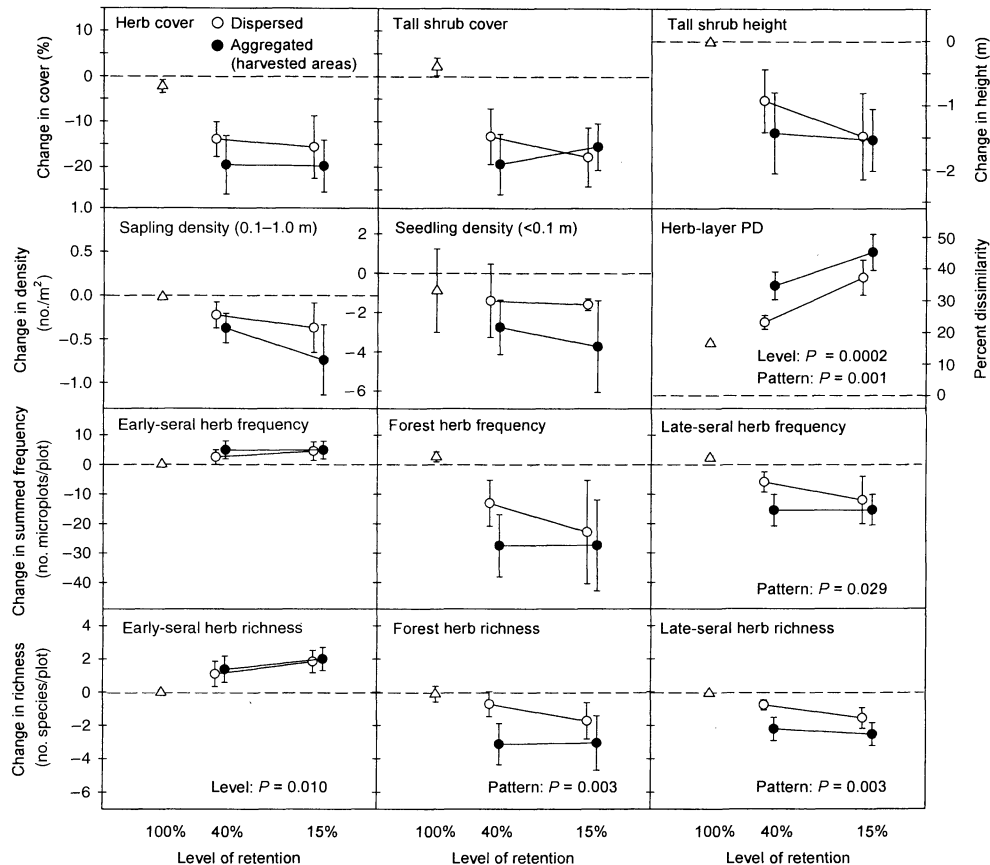 Herb cover
Dispersed
Aggregated
(harvested areas)
Tall shrub cover
Tall shrub height
Change in cover (%)
10
0
−10
−20
Change in height (m)
0
−1
−2
Sapling density (0.1–1.0 m)
Seedling density (<0.1 m)
Herb-layer PD
Change in density
(no./m²)
1.0
0.5
0.0
−0.5
−1.0
2
0
−2
−4
−6
Level: P = 0.0002
Pattern: P = 0.001
Percent dissimilarity
50
40
30
20
10
0
Early-seral herb frequency
Forest herb frequency
Late-seral herb frequency
Change in summed frequency
(no. microplots/plot)
10
0
−10
−20
−30
−40
Pattern: P = 0.029
Early-seral herb richness
Forest herb richness
Late-seral herb richness
Change in richness
(no. species/plot)
4
2
0
−2
−4
−6
Level: P = 0.010
Pattern: P = 0.003
Pattern: P = 0.003
100% 40% 15%
100% 40% 15%
100% 40% 15%
Level of retention
Level of retention
Level of retention